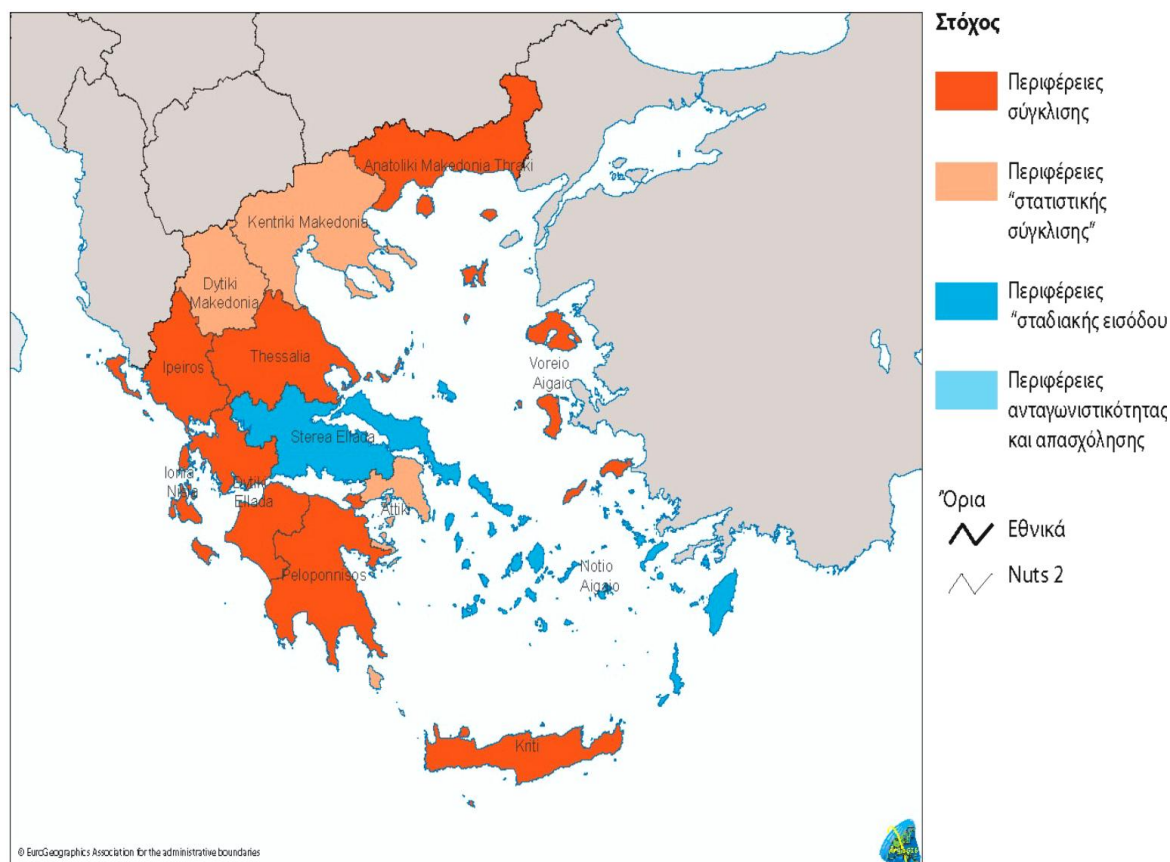 Στόχος
Περιφέρειες
σύγκλισης
Περιφέρειες
“στατιστικής
σύγκλισης“
Περιφέρειες
“σταδιακής εισόδου
Περιφέρειες
ανταγωνιστικότητας
και απασχόλησης
Όρια
Εθνικά
Nuts 2
Anatoliki Makedonia Thraki
Kentriki Makedonia
Dytiki
Makedonia
Ipeiros
Thessalia
Voreio
Aigaio
Sterea Ellada
Ionia
Nisia
Dytiki
Ellada
Attiki
Peloponnisos
Notio
Aigaio
Kriti
© EuroGeographics Association for the administrative boundaries